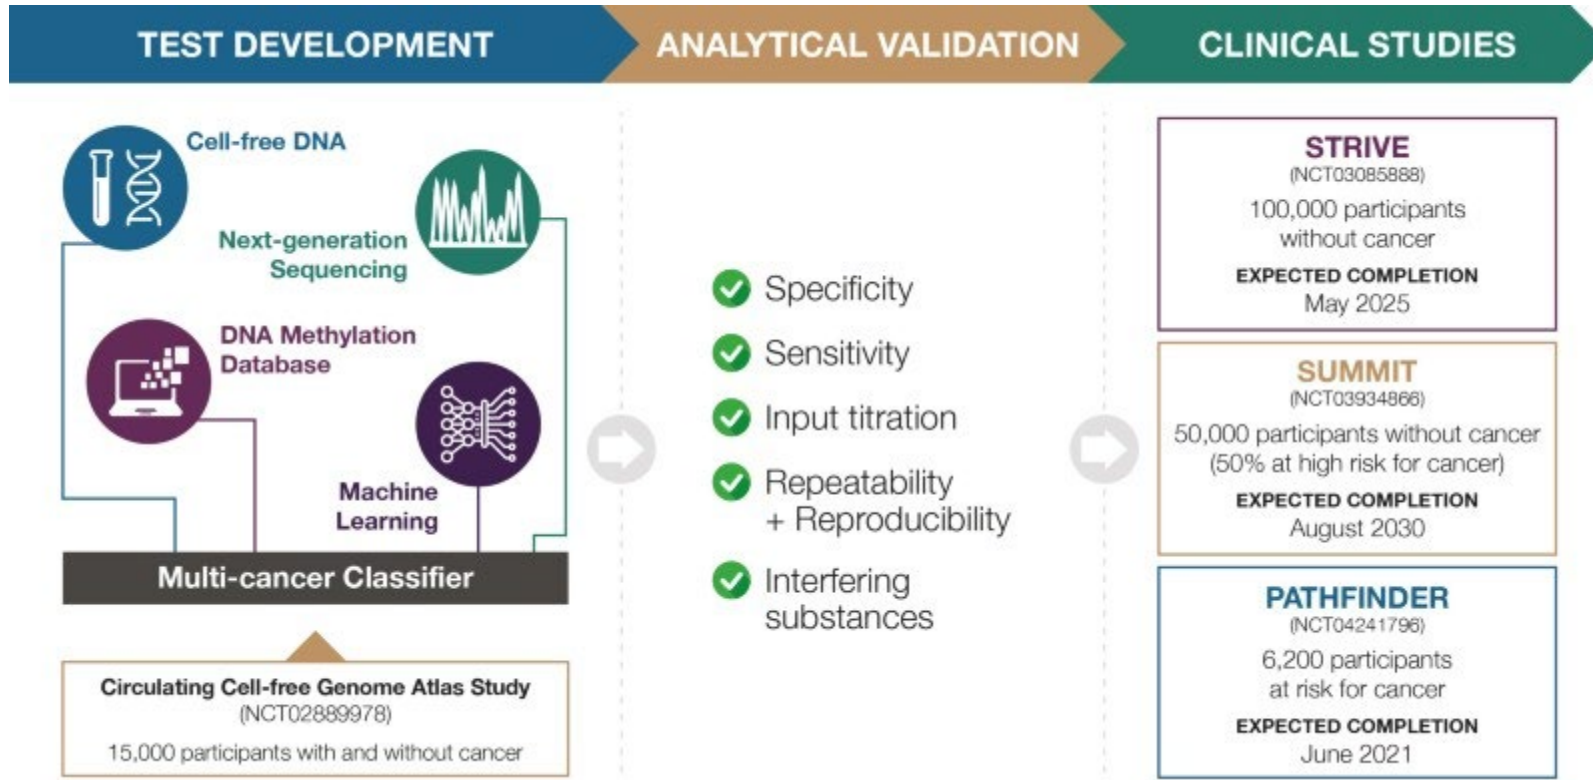 TEST DEVELOPMENT
ANALYTICAL VALIDATION
CLINICAL STUDIES
Cell-free DNA
Next-generation
Sequencing
DNA Methylation
Database
Machine
Learning
Multi-cancer Classifier
Circulating Cell-free Genome Atlas Study
(NCT02889978)
15,000 participants with and without cancer
Specificity
Sensitivity
Input titration
Repeatability
+ Reproducibility
Interfering
substances
STRIVE
(NCT03085888)
100,000 participants
without cancer
EXPECTED COMPLETION
May 2025
SUMMIT
(NCT03934866)
50,000 participants without cancer
(50% at high risk for cancer)
EXPECTED COMPLETION
August 2030
PATHFINDER
(NCT04241796)
6,200 participants
at risk for cancer
EXPECTED COMPLETION
June 2021